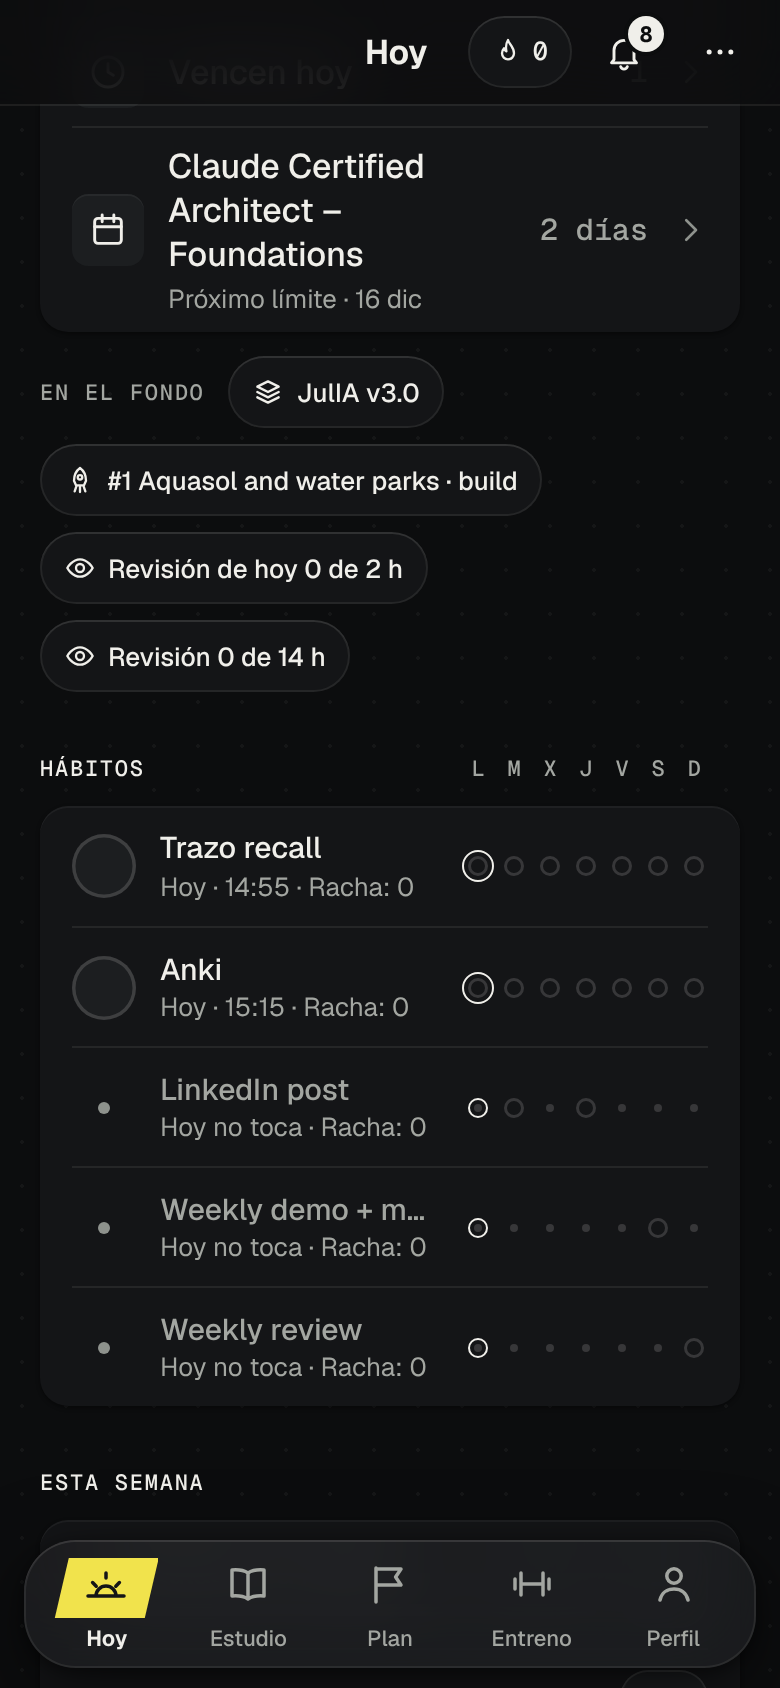 Hoy
0
8
Vencen hoy
1
Claude Certified
Architect –
Foundations
2 días
Próximo límite · 16 dic
EN EL FONDO
JulIA v3.0
#1 Aquasol and water parks · build
Revisión de hoy 0 de 2 h
Revisión 0 de 14 h
HÁBITOS
L M X J V S D
Trazo recall
Hoy · 14:55 · Racha: 0
Anki
Hoy · 15:15 · Racha: 0
LinkedIn post
Hoy no toca · Racha: 0
Weekly demo + m...
Hoy no toca · Racha: 0
Weekly review
Hoy no toca · Racha: 0
ESTA SEMANA
Hoy
Estudio
Plan
Entreno
Perfil